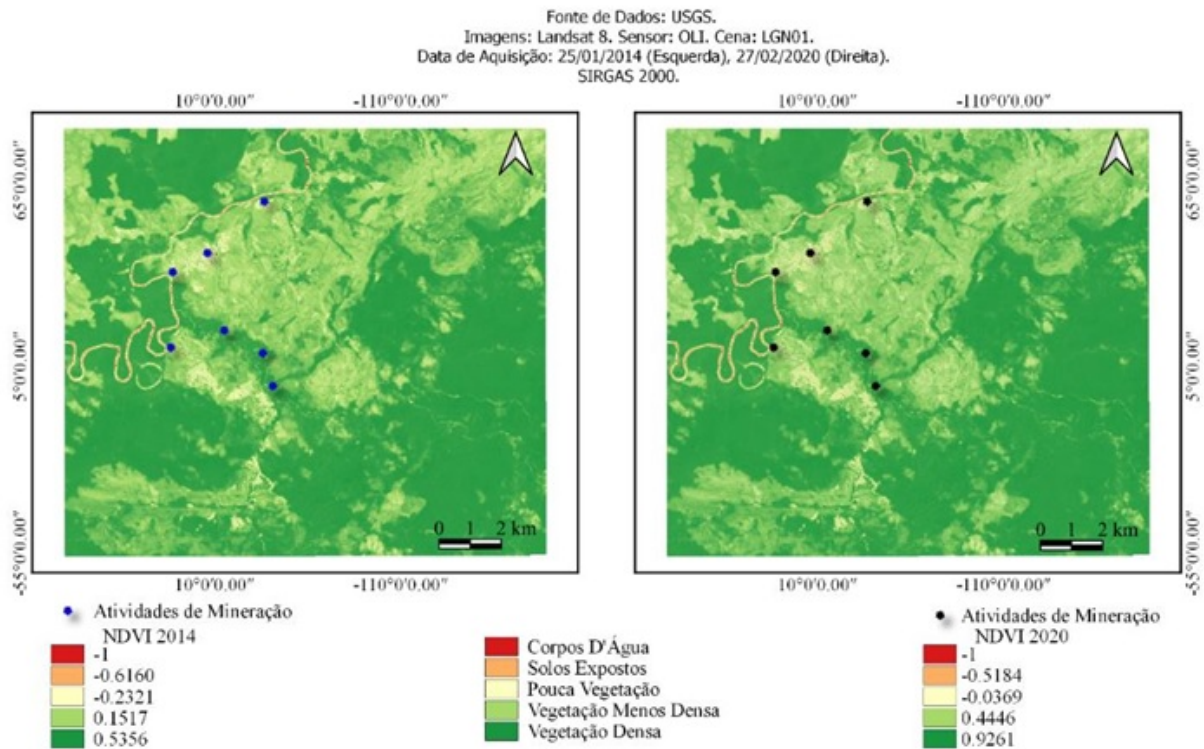 Fonte de Dados: USGS.
Imagens: Landsat 8. Sensor: OLI. Cena: LGN01.
Data de Aquisição: 25/01/2014 (Esquerda), 27/02/2020 (Direita).
SIRGAS 2000.
10°0'0.00" -110°0'0.00"
65°0'0.00"
5°0'0.00"
-55°0'0.00"
0 1 2 km
10°0'0.00" -110°0'0.00"
10°0'0.00" -110°0'0.00"
65°0'0.00"
5°0'0.00"
-55°0'0.00"
0 1 2 km
10°0'0.00" -110°0'0.00"
Atividades de Mineração
NDVI 2014
-1
-0.6160
-0.2321
0.1517
0.5356
Corpos D'Água
Solos Expostos
Pouca Vegetação
Vegetação Menos Densa
Vegetação Densa
Atividades de Mineração
NDVI 2020
-1
-0.5184
-0.0369
0.4446
0.9261